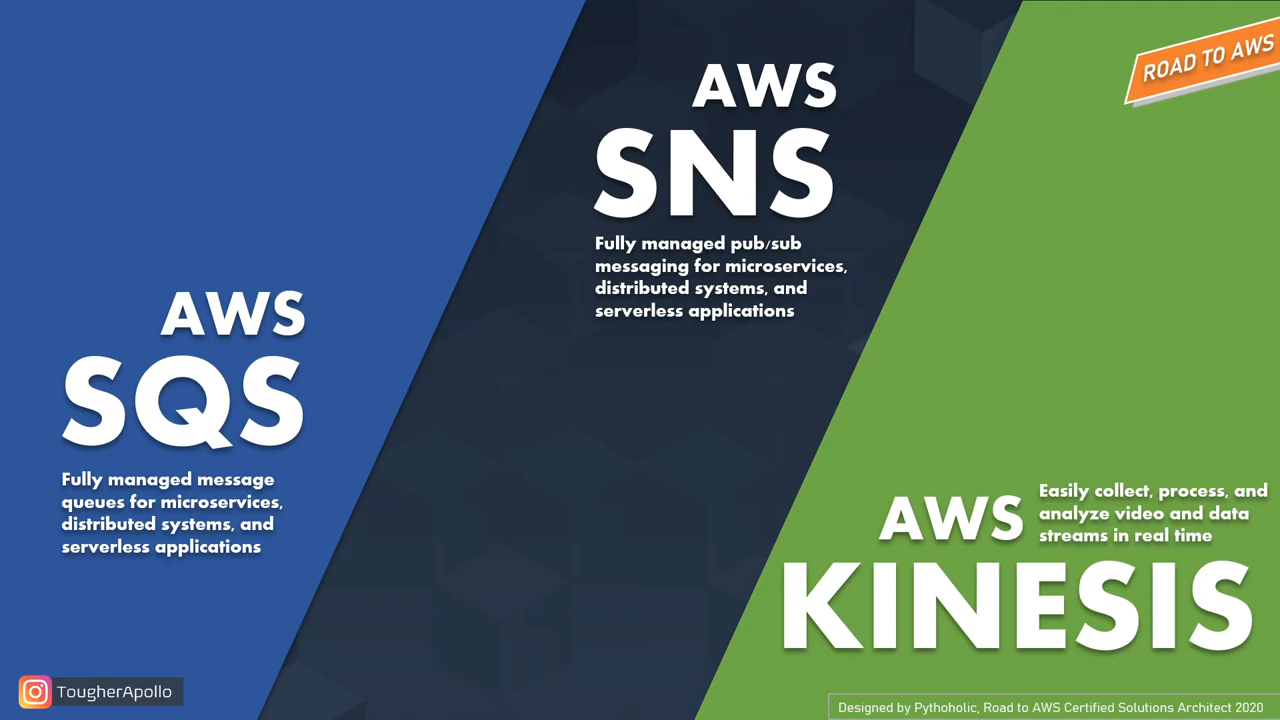 ROAD TO AWS
AWS
SNS
Fully managed pub/sub
messaging for microservices,
distributed systems, and
serverless applications
AWS
SQS
Fully managed message
queues for microservices,
distributed systems, and
serverless applications
AWS
Easily collect, process, and
analyze video and data
streams in real time
KINESIS
TougherApollo
Designed by Pythoholic, Road to AWS Certified Solutions Architect 2020